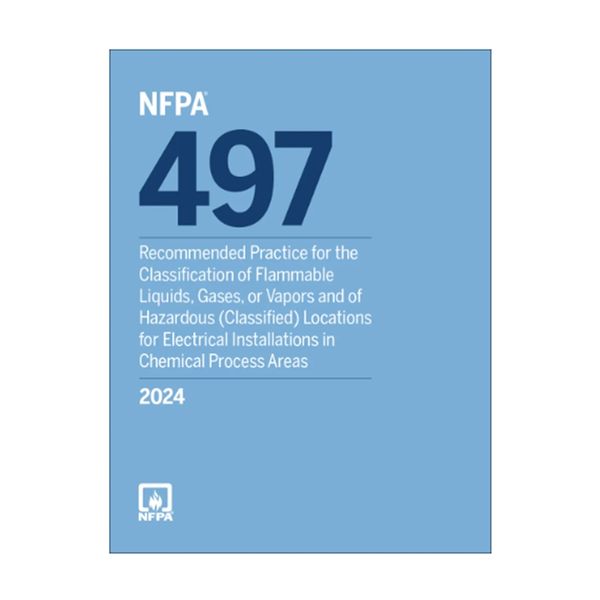 NFPA®
497
Recommended Practice for the
Classification of Flammable
Liquids, Gases, or Vapors and of
Hazardous (Classified) Locations
for Electrical Installations in
Chemical Process Areas
2024
NFPA®